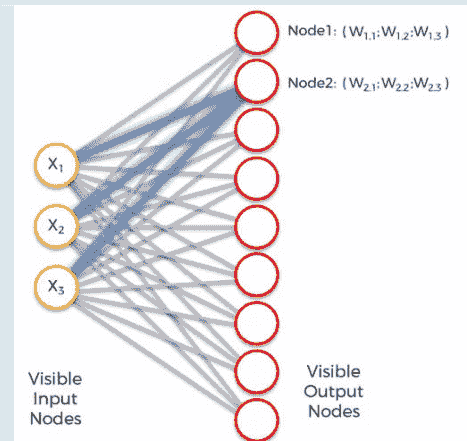 Node1: (W1,1;W1,2;W1,3)
Node2: (W2,1;W2,2;W2,3)
X1
X2
X3
Visible
Input
Nodes
Visible
Output
Nodes